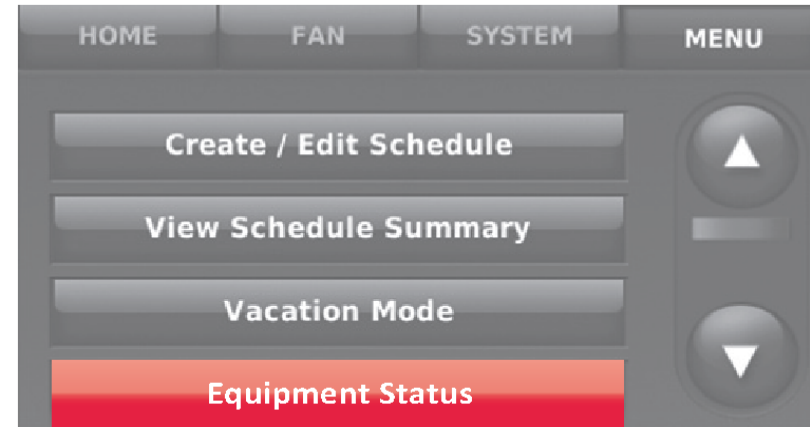 HOME FAN SYSTEM MENU
Create / Edit Schedule
View Schedule Summary
Vacation Mode
Equipment Status